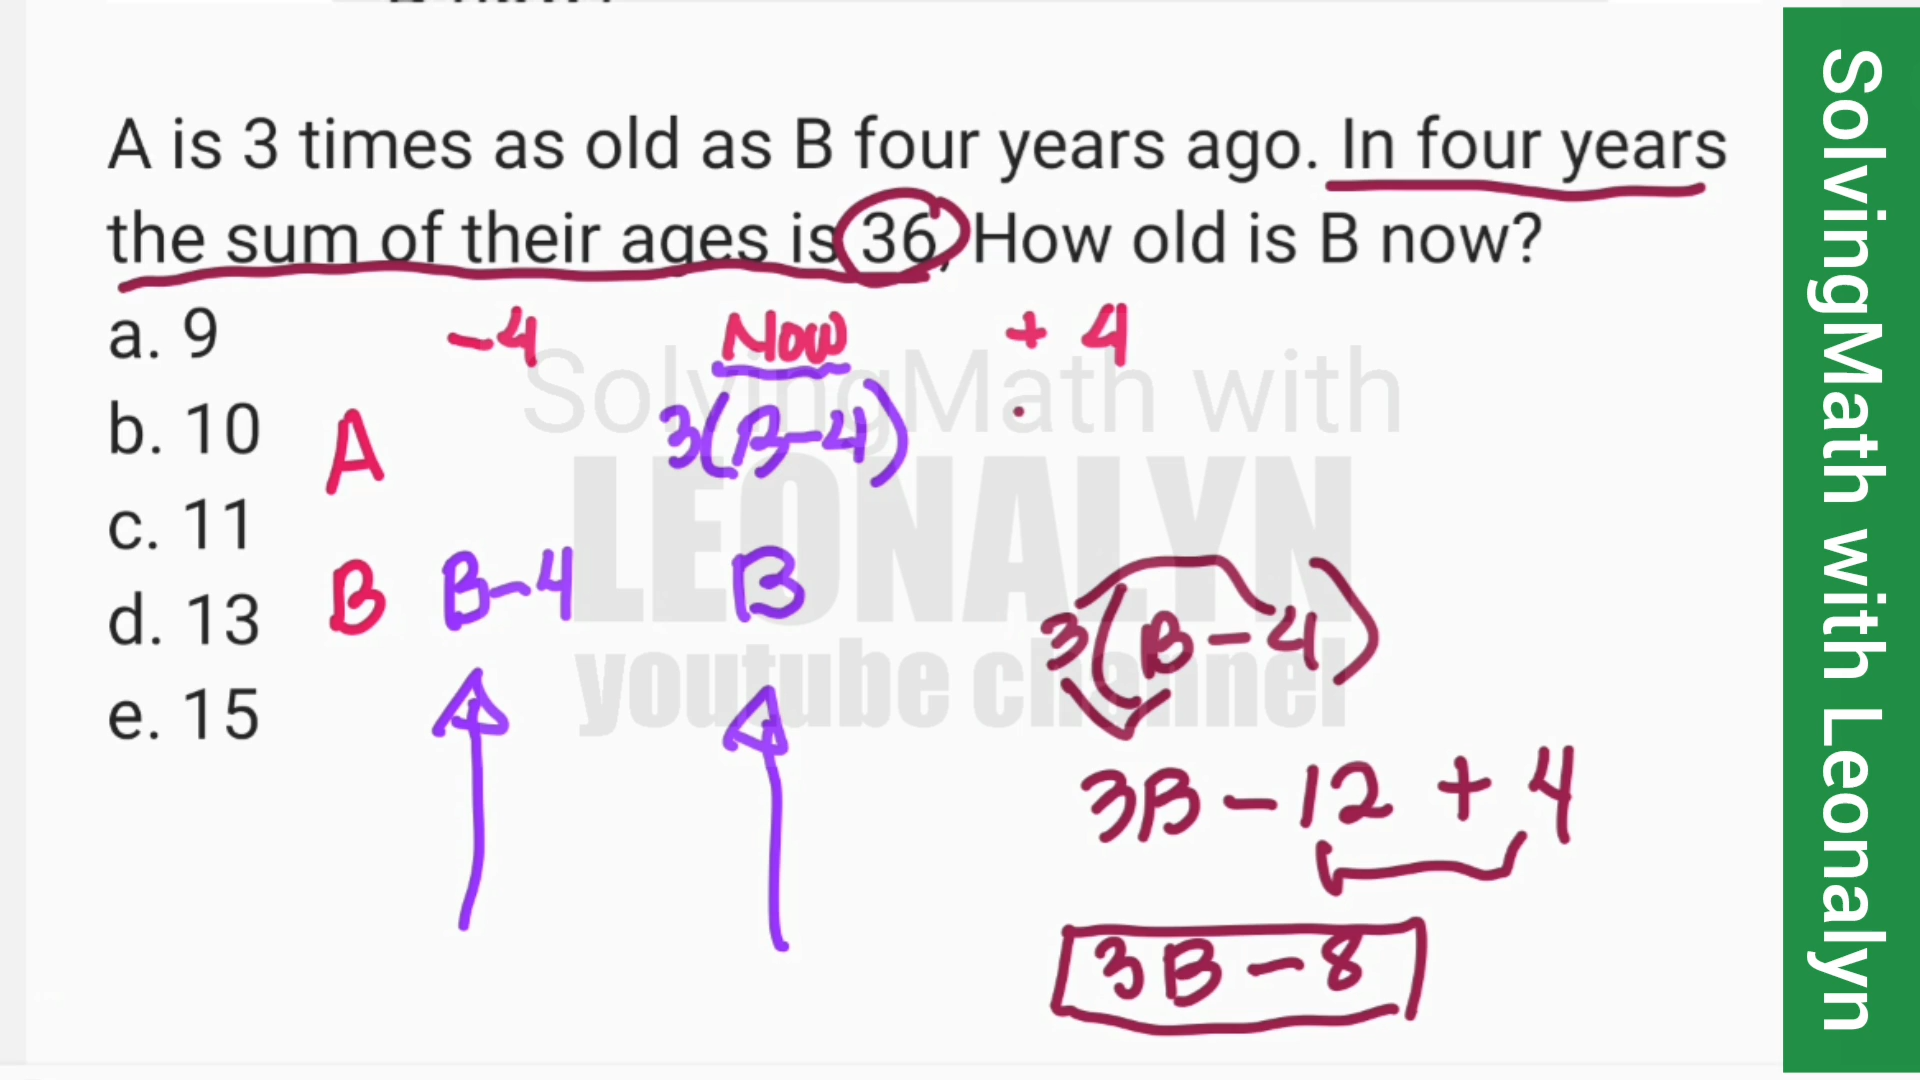 A is 3 times as old as B four years ago. In four years
the sum of their ages is 36, How old is B now?
a. 9
b. 10
c. 11
d. 13
e. 15
-4 Now + 4
A 3(B-4)
B B-4 B
3(B-4)
3B-12 + 4
3B-8
SolvingMath with
LEONALYN
youtube channel
SolvingMath with Leonalyn